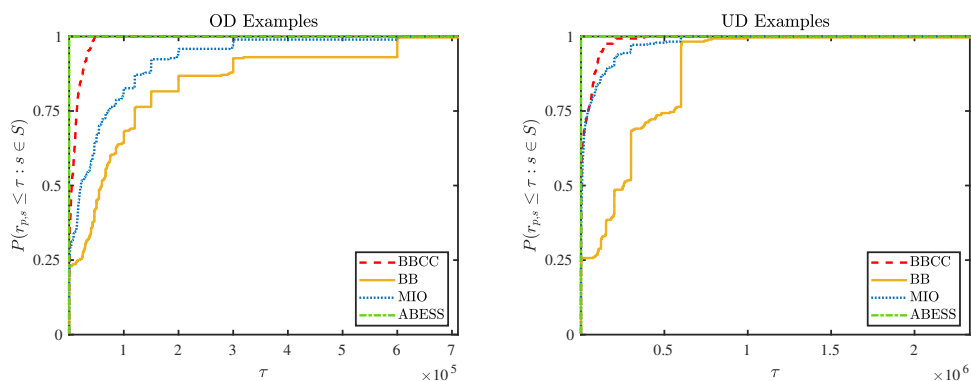 OD Examples
1
0.75
0.5
0.25
0
P(r_{p,s} ≤ τ : s ∈ S)
BBCC
BB
MIO
ABESS
1 2 3 4 5 6 7
τ
×10^5
UD Examples
1
0.75
0.5
0.25
0
P(r_{p,s} ≤ τ : s ∈ S)
BBCC
BB
MIO
ABESS
0.5 1 1.5 2
τ
×10^6